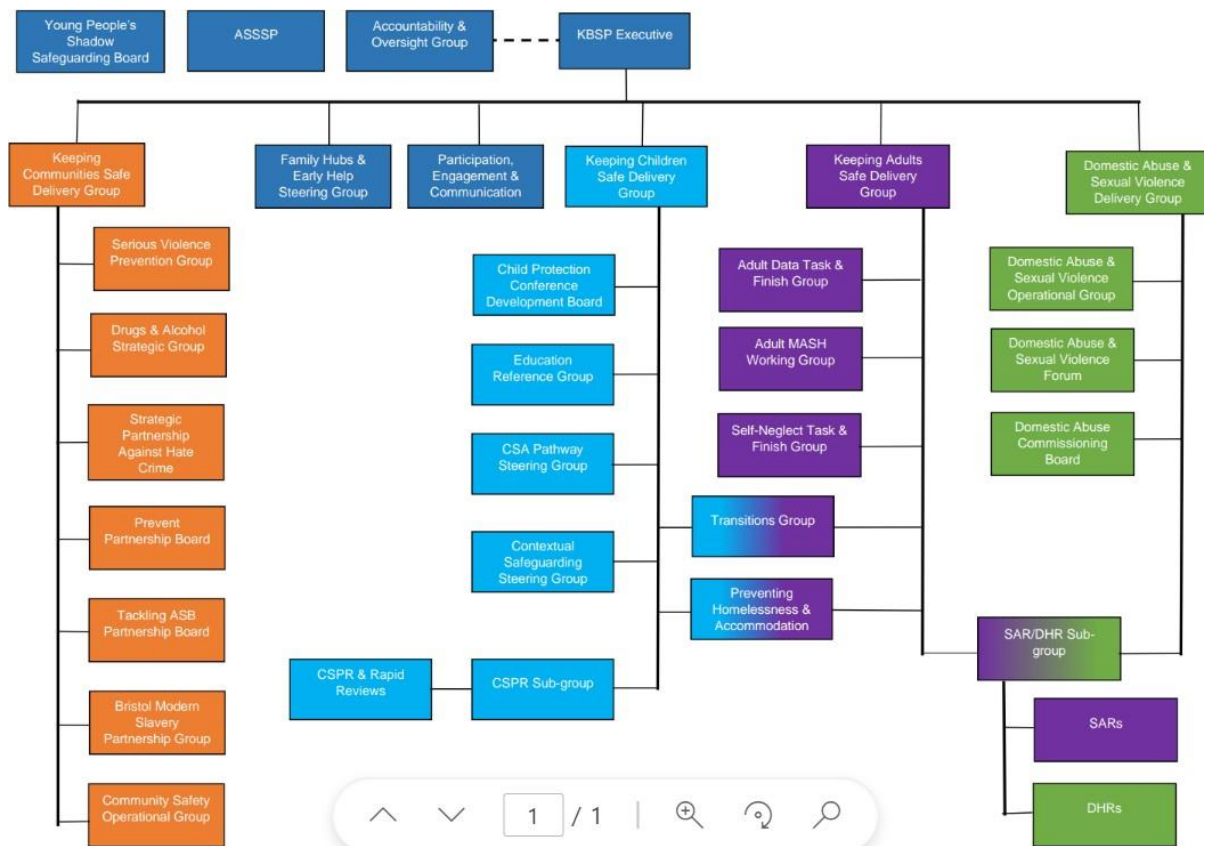 Young People's
Shadow
Safeguarding Board
ASSSP
Accountability &
Oversight Group
KBSP Executive
Keeping
Communities Safe
Delivery Group
Family Hubs &
Early Help
Steering Group
Participation,
Engagement &
Communication
Keeping Children
Safe Delivery
Group
Keeping Adults
Safe Delivery
Group
Domestic Abuse &
Sexual Violence
Delivery Group
Serious Violence
Prevention Group
Drugs & Alcohol
Strategic Group
Strategic
Partnership
Against Hate
Crime
Prevent
Partnership Board
Tackling ASB
Partnership Board
Bristol Modern
Slavery
Partnership Group
Community Safety
Operational Group
Child Protection
Conference
Development Board
Education
Reference Group
CSA Pathway
Steering Group
Contextual
Safeguarding
Steering Group
CSPR & Rapid
Reviews
CSPR Sub-group
Adult Data Task &
Finish Group
Adult MASH
Working Group
Self-Neglect Task &
Finish Group
Transitions Group
Preventing
Homelessness &
Accommodation
Domestic Abuse &
Sexual Violence
Operational Group
Domestic Abuse &
Sexual Violence
Forum
Domestic Abuse
Commissioning
Board
SAR/DHR Sub-
group
SARs
DHRs
1 / 1